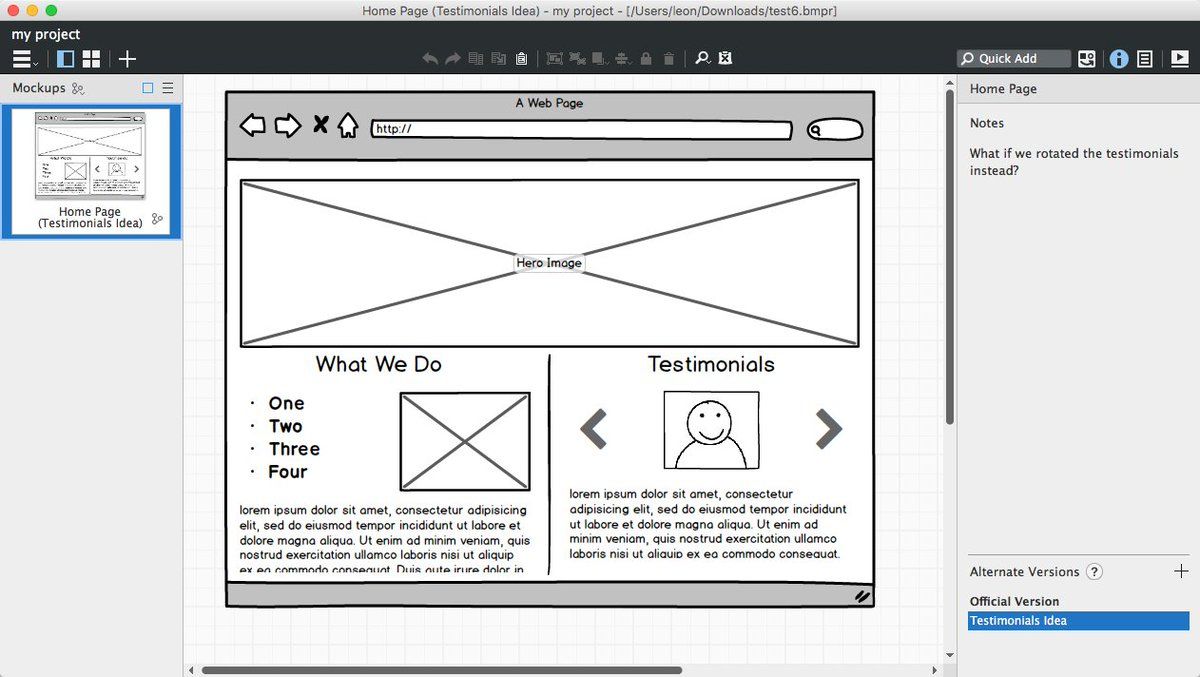 Home Page (Testimonials Idea) - my project - [/Users/leon/Downloads/test6.bmpr]
my project
Quick Add
Mockups
Home Page
(Testimonials Idea)
A Web Page
http://
Hero Image
What We Do
· One
· Two
· Three
· Four
lorem ipsum dolor sit amet, consectetur adipisicing
elit, sed do eiusmod tempor incididunt ut labore et
dolore magna aliqua. Ut enim ad minim veniam, quis
nostrud exercitation ullamco laboris nisi ut aliquip
ex ea commodo consequat. Duis aute irure dolor in
Testimonials
lorem ipsum dolor sit amet, consectetur
adipisicing elit, sed do eiusmod tempor incididunt
ut labore et dolore magna aliqua. Ut enim ad
minim veniam, quis nostrud exercitation ullamco
laboris nisi ut aliquip ex ea commodo consequat.
Home Page
Notes
What if we rotated the testimonials
instead?
Alternate Versions ?
Official Version
Testimonials Idea